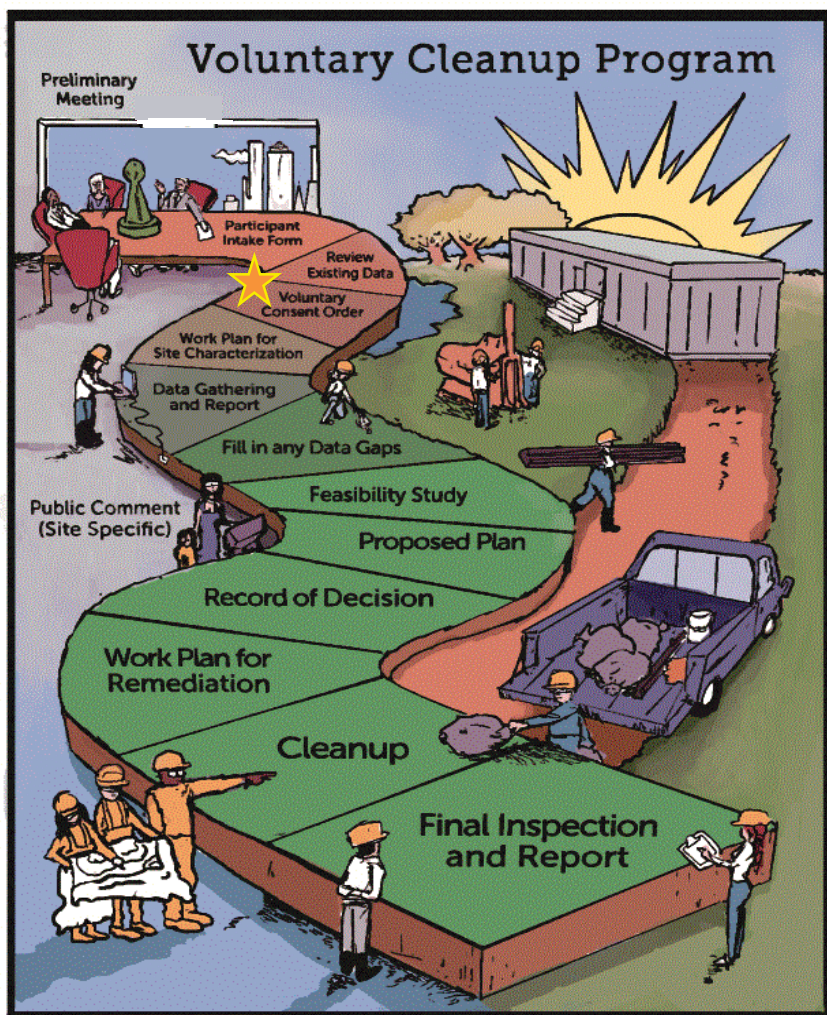 Voluntary Cleanup Program
Preliminary
Meeting
Participant
Intake Form
Review
Existing Data
Voluntary
Consent Order
Work Plan for
Site Characterization
Data Gathering
and Report
Fill in any Data Gaps
Feasibility Study
Public Comment
(Site Specific)
Proposed Plan
Record of Decision
Work Plan for
Remediation
Cleanup
Final Inspection
and Report